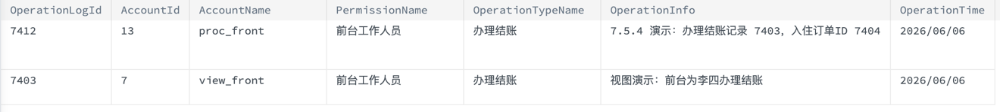 OperationLogId AccountId AccountName PermissionName OperationTypeName OperationInfo OperationTime
7412 13 proc_front 前台工作人员 办理结账 7.5.4 演示：办理结账记录 7403，入住订单ID 7404 2026/06/06
7403 7 view_front 前台工作人员 办理结账 视图演示：前台为李四办理结账 2026/06/06